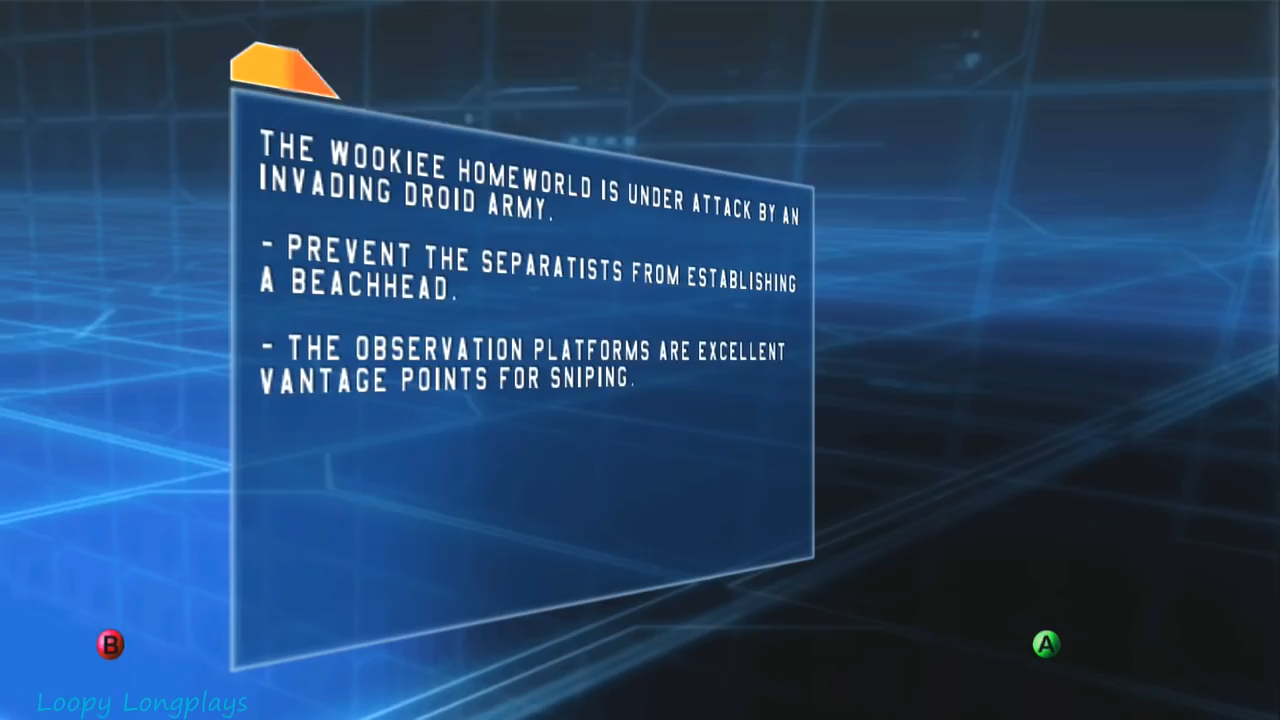 THE WOOKIEE HOMEWORLD IS UNDER ATTACK BY AN
INVADING DROID ARMY.
- PREVENT THE SEPARATISTS FROM ESTABLISHING
A BEACHHEAD.
- THE OBSERVATION PLATFORMS ARE EXCELLENT
VANTAGE POINTS FOR SNIPING.
B
A
Loopy Longplays